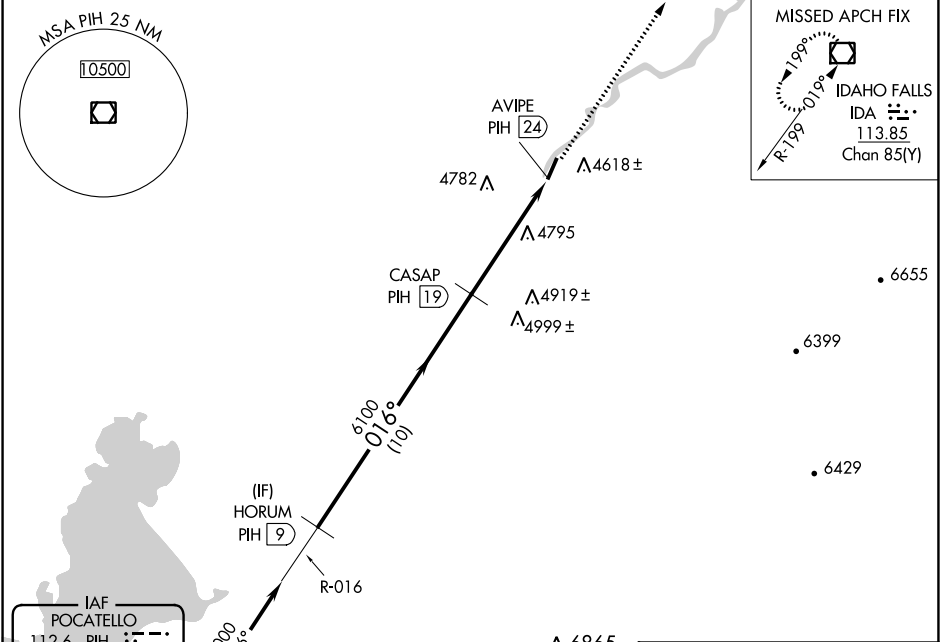 MSA PIH 25 NM
10500
MISSED APCH FIX
199°
019°
R-199
IDAHO FALLS
IDA
113.85
Chan 85(Y)
AVIPE
PIH 24
4618±
4782
4795
CASAP
PIH 19
4919±
4999±
6655
6399
6429
6100
016°
(10)
(IF)
HORUM
PIH 9
R-016
IAF
POCATELLO
112.6 PIH